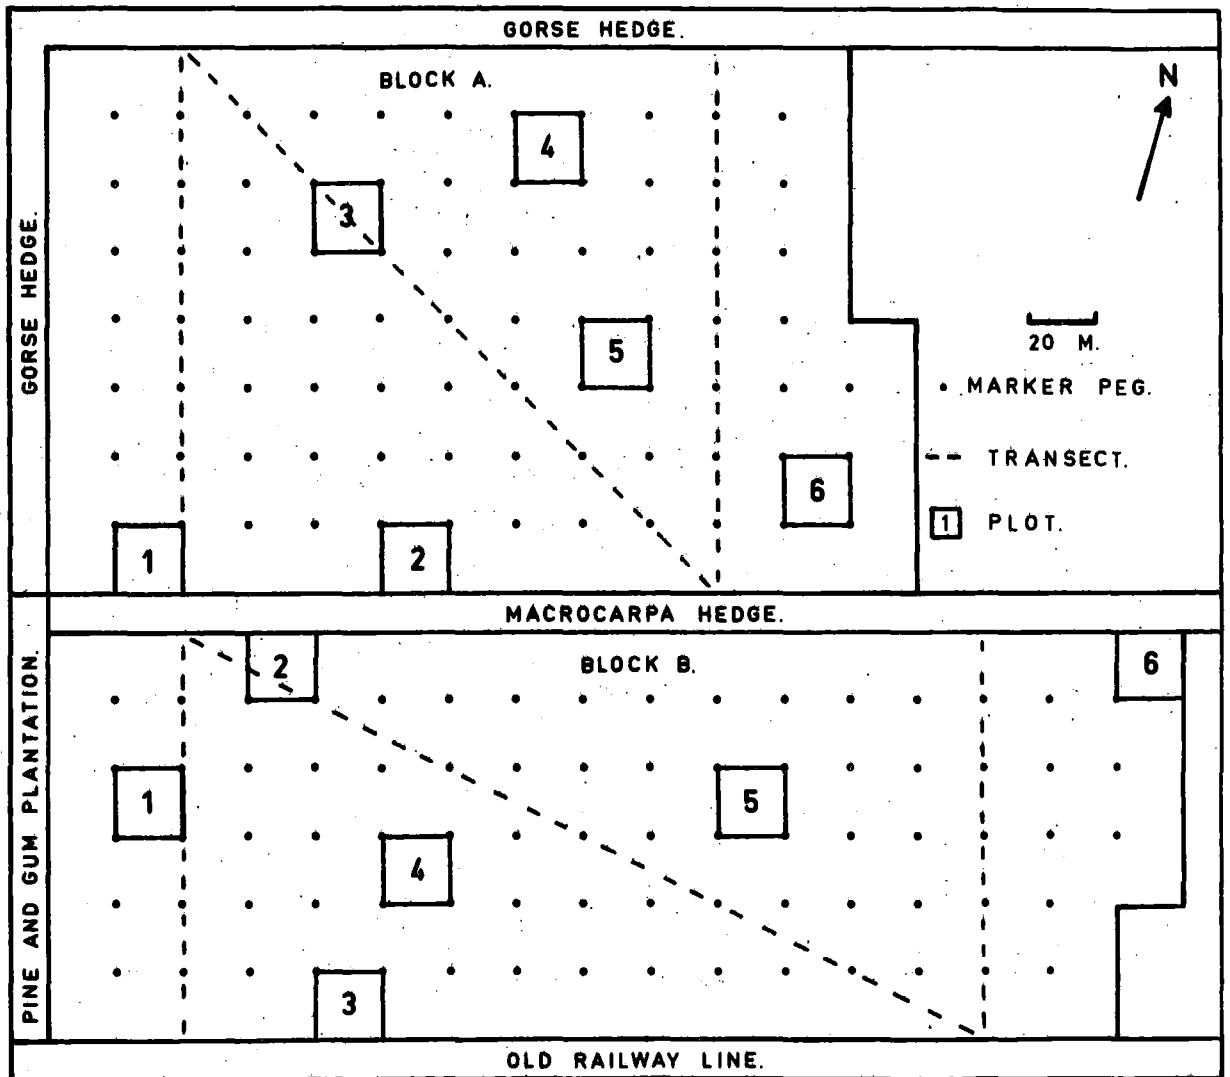 GORSE HEDGE.
BLOCK A.
N
4
3
GORSE HEDGE.
20 M.
5
MARKER PEG.
TRANSECT.
6
1 PLOT.
1
2
MACROCARPA HEDGE.
PINE AND GUM PLANTATION.
2
BLOCK B.
6
1
5
4
3
OLD RAILWAY LINE.